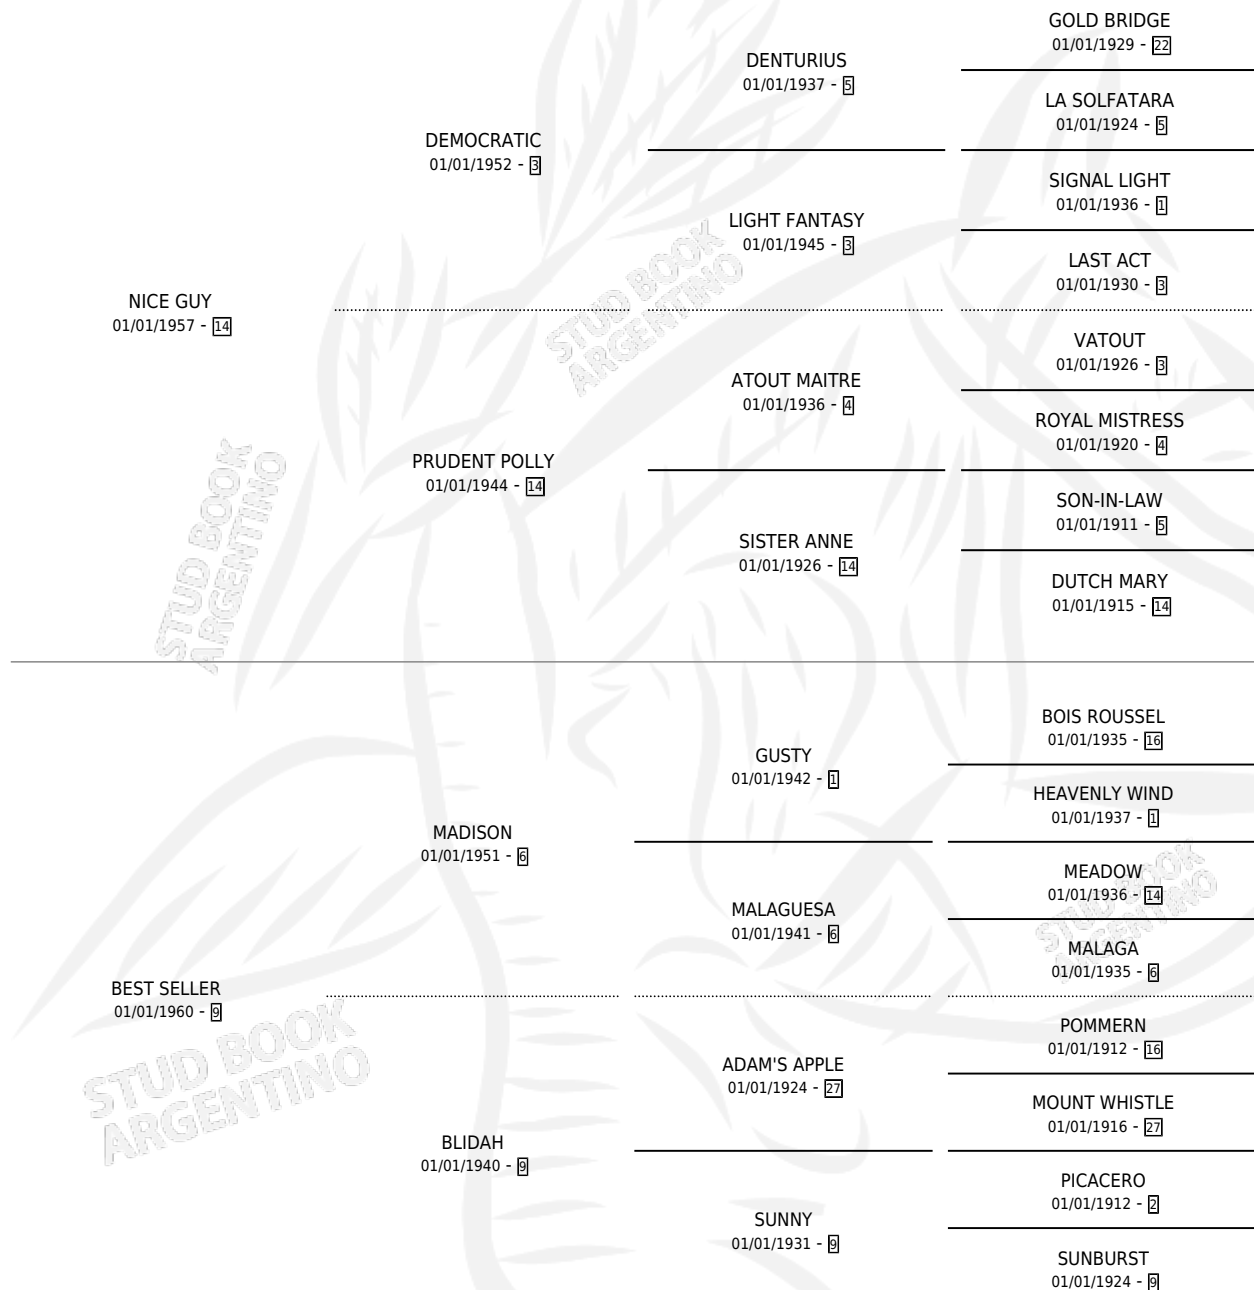 GOLD BRIDGE
01/01/1929 - 22
DENTURIUS
01/01/1937 - 5
LA SOLFATARA
01/01/1924 - 5
DEMOCRATIC
01/01/1952 - 3
SIGNAL LIGHT
01/01/1936 - 1
LIGHT FANTASY
01/01/1945 - 3
LAST ACT
01/01/1930 - 3
NICE GUY
01/01/1957 - 14
VATOUT
01/01/1926 - 3
ATOUT MAITRE
01/01/1936 - 4
ROYAL MISTRESS
01/01/1920 - 4
PRUDENT POLLY
01/01/1944 - 14
SON-IN-LAW
01/01/1911 - 5
SISTER ANNE
01/01/1926 - 14
DUTCH MARY
01/01/1915 - 14
BOIS ROUSSEL
01/01/1935 - 16
GUSTY
01/01/1942 - 1
HEAVENLY WIND
01/01/1937 - 1
MADISON
01/01/1951 - 6
MEADOW
01/01/1936 - 14
MALAGUESA
01/01/1941 - 6
MALAGA
01/01/1935 - 6
BEST SELLER
01/01/1960 - 9
POMMERN
01/01/1912 - 16
ADAM'S APPLE
01/01/1924 - 27
MOUNT WHISTLE
01/01/1916 - 27
BLIDAH
01/01/1940 - 9
PICACERO
01/01/1912 - 2
SUNNY
01/01/1931 - 9
SUNBURST
01/01/1924 - 9
STUD BOOK
ARGENTINO
STUD BOOK
ARGENTINO
STUD BOOK
ARGENTINO
STUD BOOK
ARGENTINO